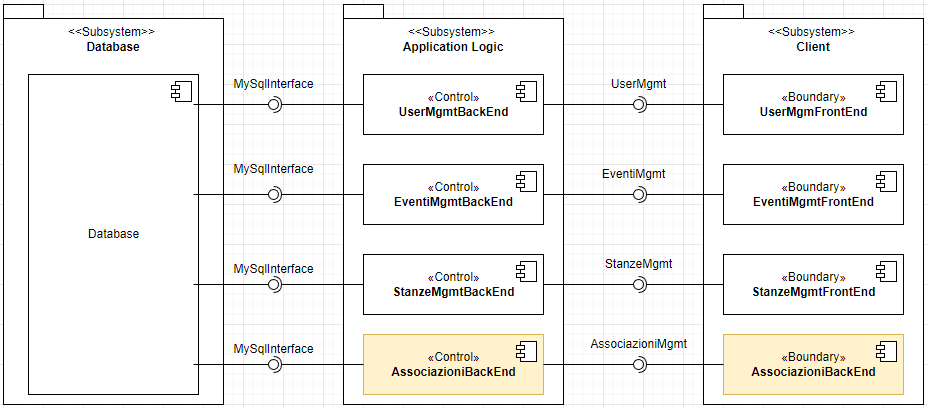 <<Subsystem>>
Database
Database
MySqlInterface
MySqlInterface
MySqlInterface
MySqlInterface
<<Subsystem>>
Application Logic
«Control»
UserMgmtBackEnd
«Control»
EventiMgmtBackEnd
«Control»
StanzeMgmtBackEnd
«Control»
AssociazioniBackEnd
UserMgmt
EventiMgmt
StanzeMgmt
AssociazioniMgmt
<<Subsystem>>
Client
«Boundary»
UserMgmFrontEnd
«Boundary»
EventiMgmtFrontEnd
«Boundary»
StanzeMgmtFrontEnd
«Boundary»
AssociazioniBackEnd